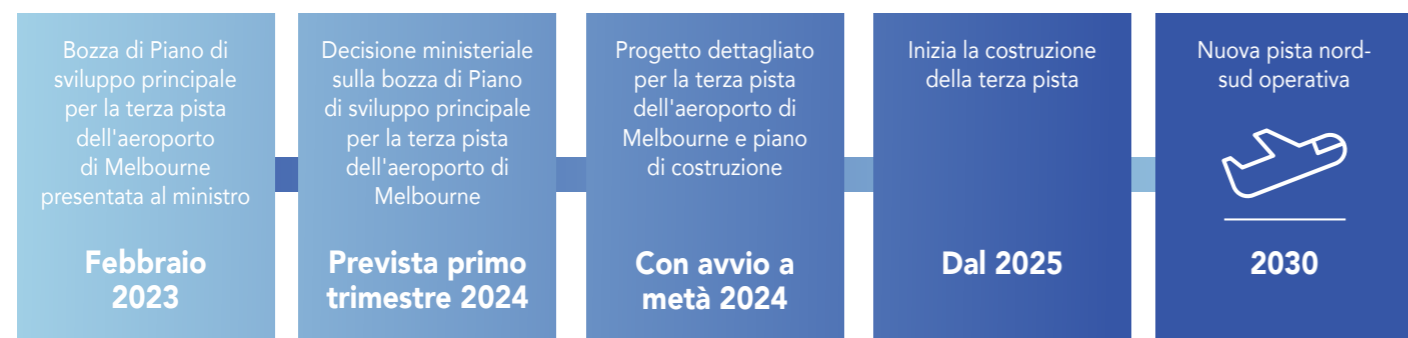 Bozza di Piano di
sviluppo principale
per la terza pista
dell'aeroporto
di Melbourne
presentata al ministro
Febbraio
2023
Decisione ministeriale
sulla bozza di Piano
di sviluppo principale
per la terza pista
dell'aeroporto di
Melbourne
Prevista primo
trimestre 2024
Progetto dettagliato
per la terza pista
dell'aeroporto di
Melbourne e piano
di costruzione
Con avvio a
metà 2024
Inizia la costruzione
della terza pista
Dal 2025
Nuova pista nord-
sud operativa
2030